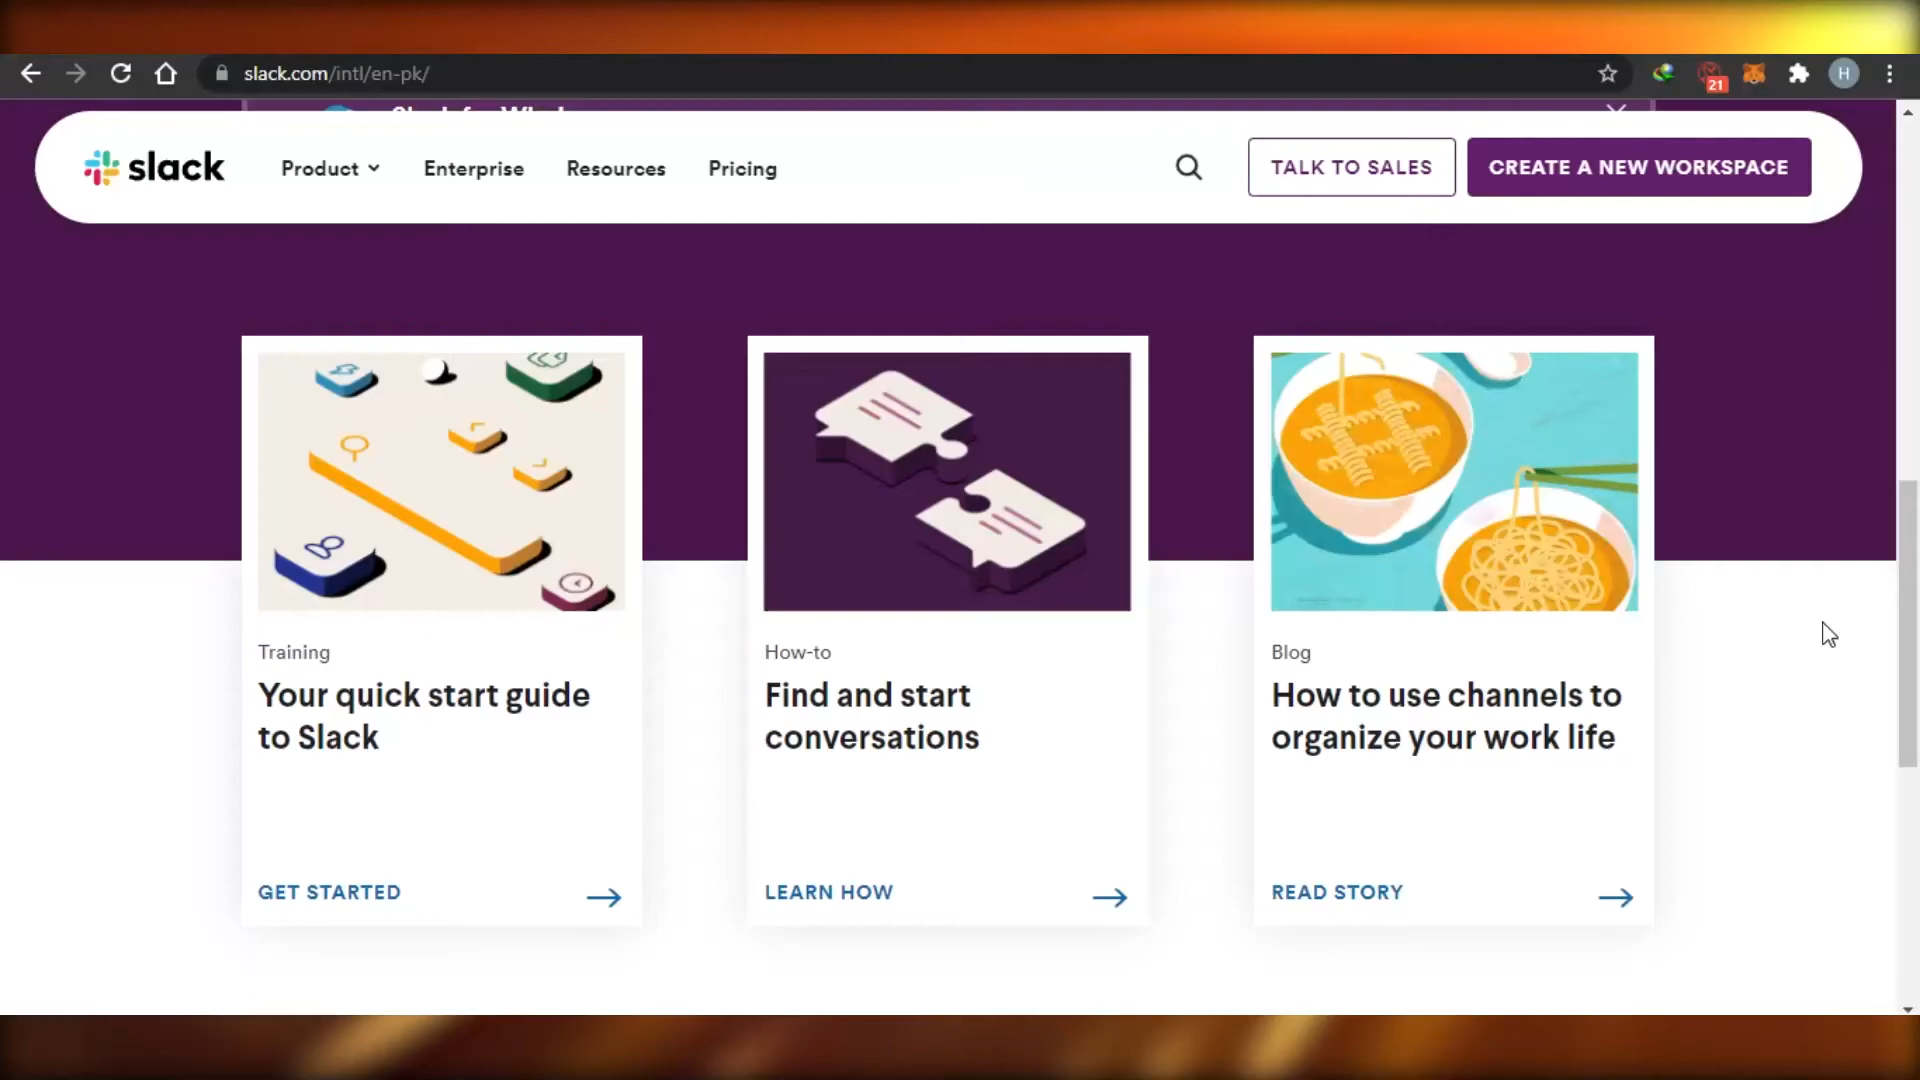 slack.com/intl/en-pk/
21
H
slack
Product
Enterprise
Resources
Pricing
TALK TO SALES
CREATE A NEW WORKSPACE
Training
Your quick start guide
to Slack
GET STARTED
How-to
Find and start
conversations
LEARN HOW
Blog
How to use channels to
organize your work life
READ STORY